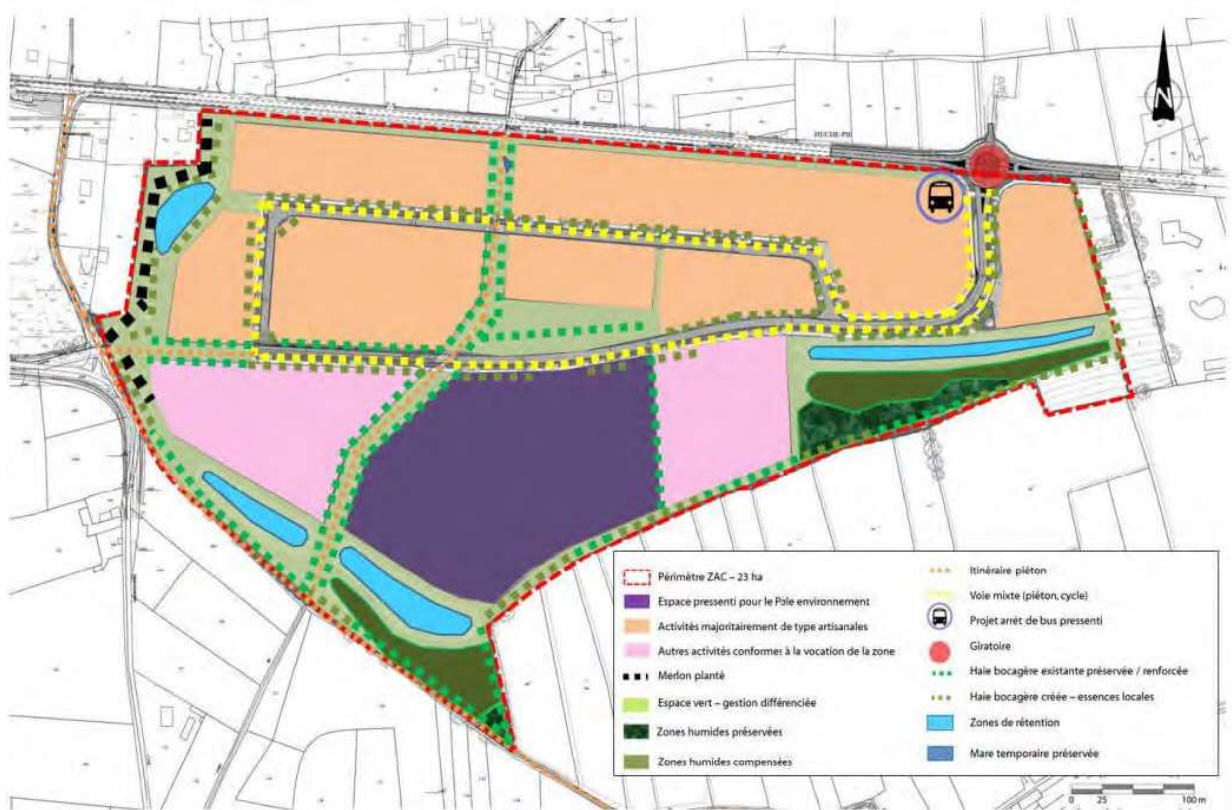 N
Périmètre ZAC – 23 ha
Espace pressenti pour le Pole environnement
Activités majoritairement de type artisanales
Autres activités conformes à la vocation de la zone
Merlon planté
Espace vert – gestion différenciée
Zones humides préservées
Zones humides compensées
Itinéraire piéton
Voie mixte (piéton, cycle)
Projet arrêt de bus pressenti
Giratoire
Haie bocagère existante préservée / renforcée
Haie bocagère créée – essences locales
Zones de rétention
Mare temporaire préservée
0 25 100 m